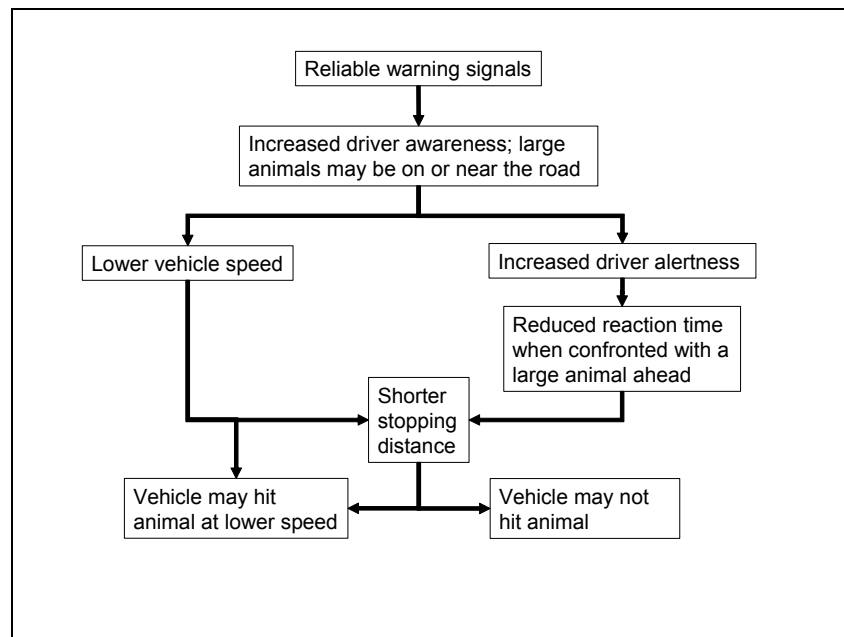 Reliable warning signals
Increased driver awareness; large
animals may be on or near the road
Lower vehicle speed
Increased driver alertness
Reduced reaction time
when confronted with a
large animal ahead
Shorter
stopping
distance
Vehicle may hit
animal at lower speed
Vehicle may not
hit animal